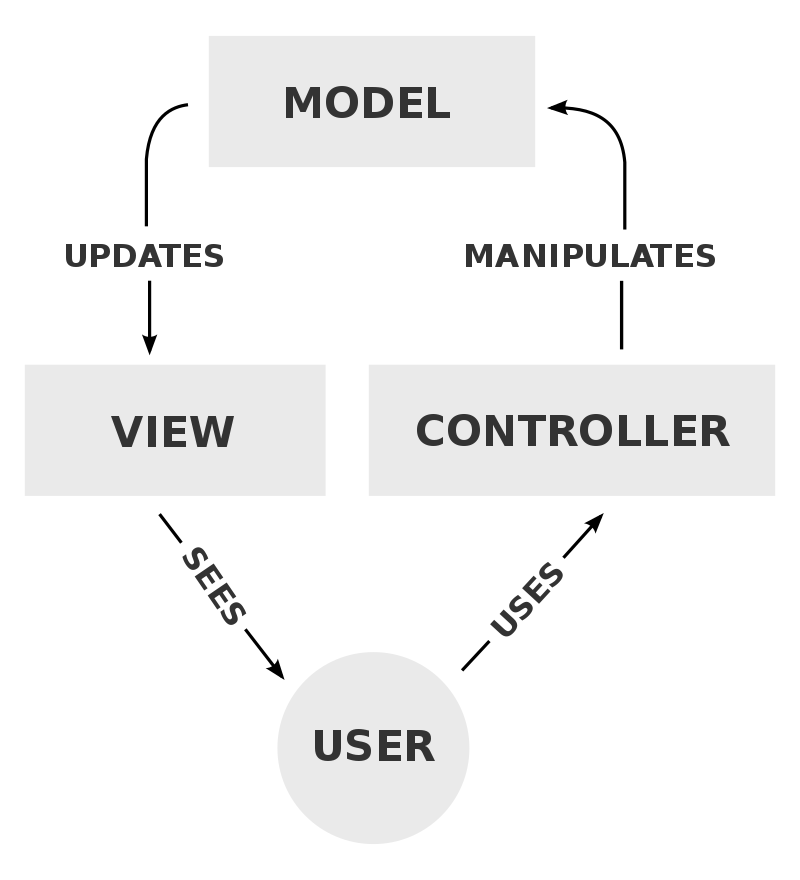 MODEL
UPDATES
MANIPULATES
VIEW
CONTROLLER
SEES
USES
USER